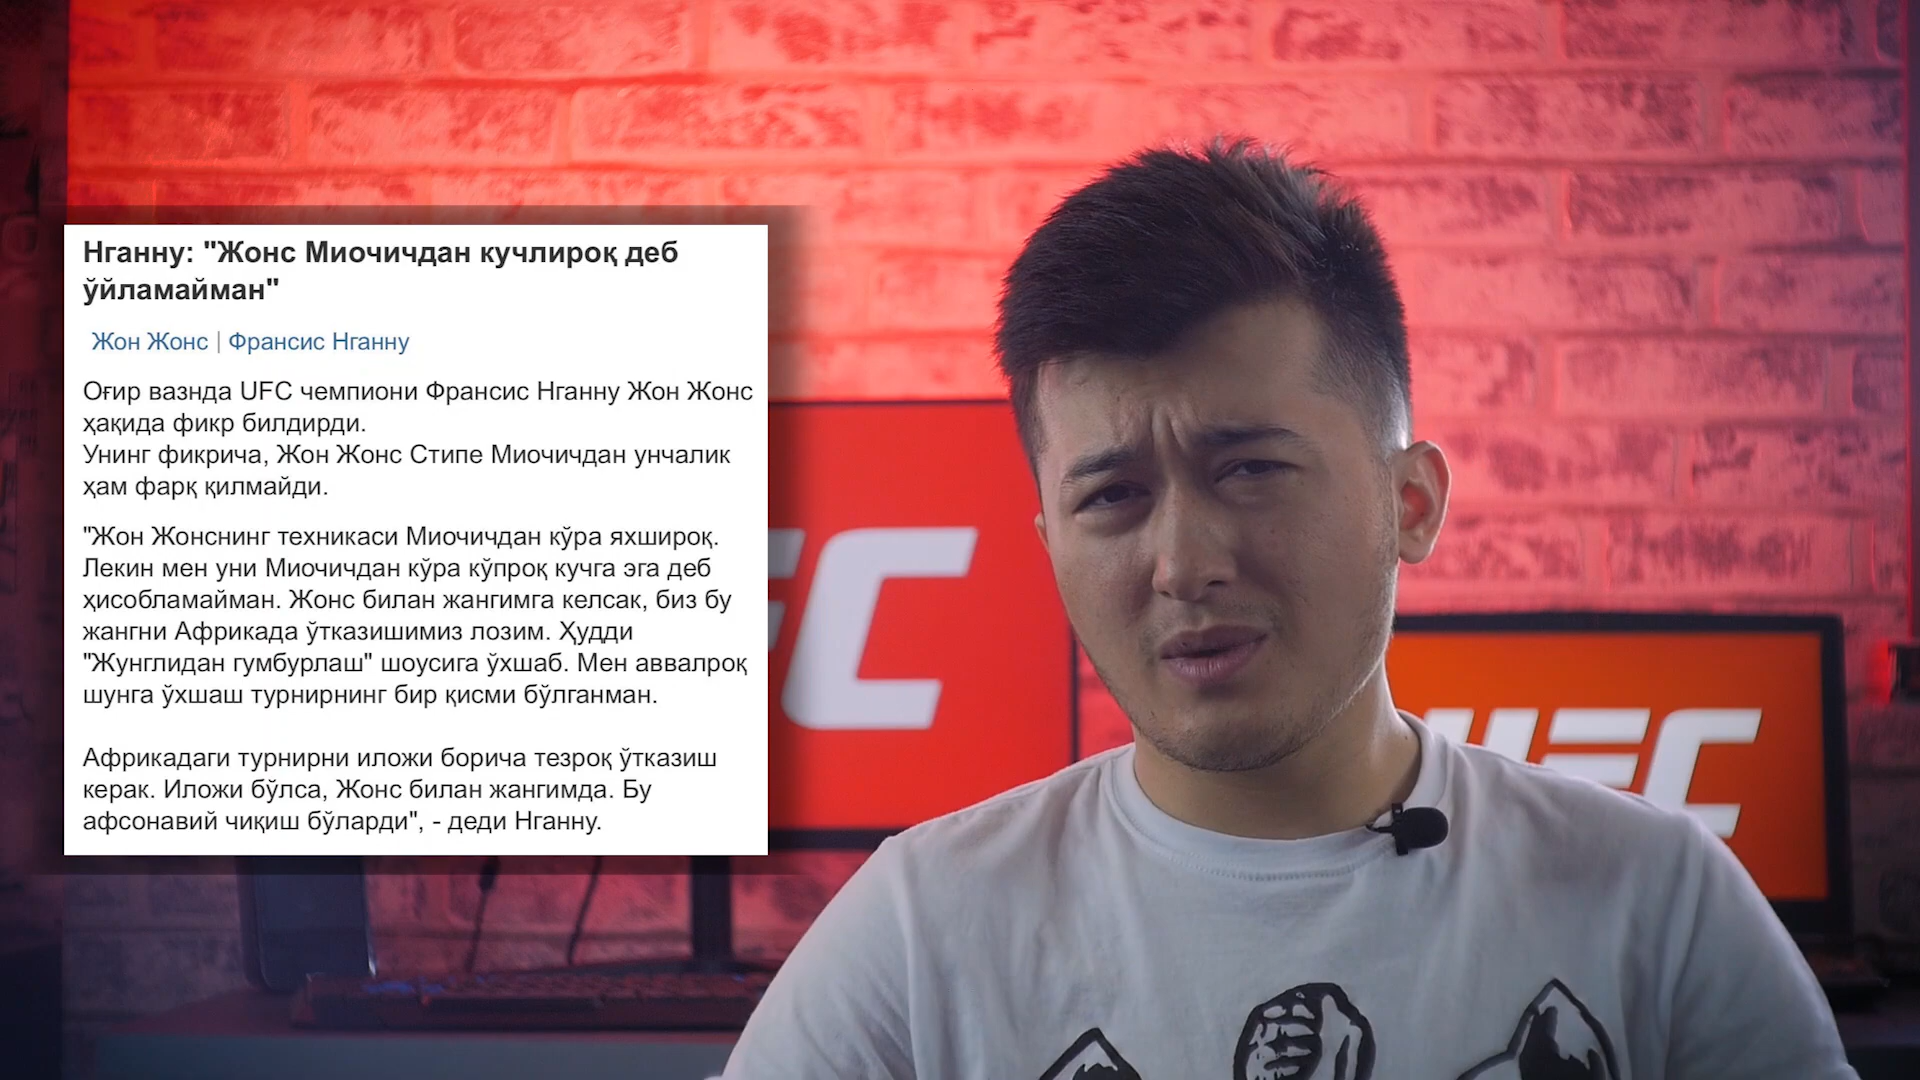 Нганну: "Жонс Миочичдан кучлироқ деб
ўйламайман"
Жон Жонс | Франсис Нганну
Оғир вазнда UFC чемпиони Франсис Нганну Жон Жонс
ҳақида фикр билдирди.
Унинг фикрича, Жон Жонс Стипе Миочичдан унчалик
ҳам фарқ қилмайди.
"Жон Жонснинг техникаси Миочичдан кўра яхшироқ.
Лекин мен уни Миочичдан кўра кўпроқ кучга эга деб
ҳисобламайман. Жонс билан жангимга келсак, биз бу
жангни Африкада ўтказишимиз лозим. Ҳудди
"Жунглидан гумбурлаш" шоусига ўхшаб. Мен аввалроқ
шунга ўхшаш турнирнинг бир қисми бўлганман.
Африкадаги турнирни иложи борича тезроқ ўтказиш
керак. Иложи бўлса, Жонс билан жангимда. Бу
афсонавий чиқиш бўларди", - деди Нганну.
FC
UFC